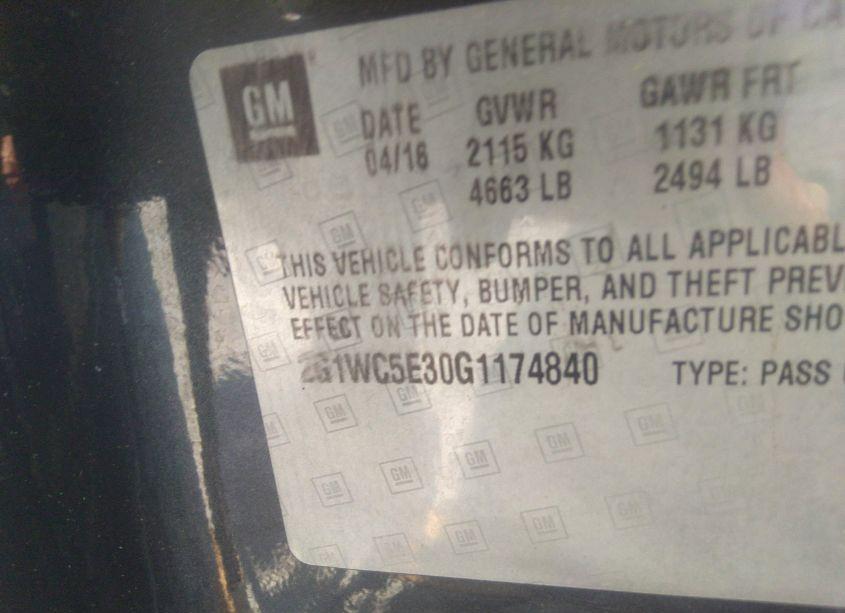 GM
MFD BY GENERAL MOTORS OF CA
DATE GVWR GAWR FRT
04/16 2115 KG 1131 KG
4663 LB 2494 LB
THIS VEHICLE CONFORMS TO ALL APPLICABL
VEHICLE SAFETY, BUMPER, AND THEFT PREV
EFFECT ON THE DATE OF MANUFACTURE SHO
2G1WC5E30G1174840 TYPE: PASS